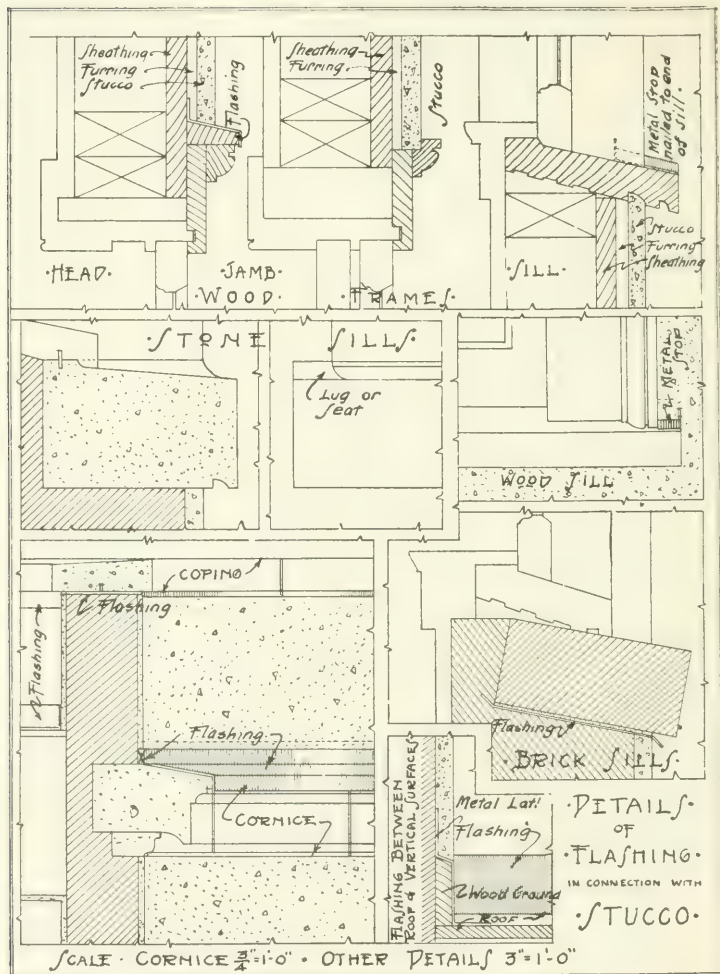 Sheathing
Furring
Stucco
Flashing
Sheathing
Furring
Stucco
Metal Stop
nailed to end
of Sill.
Stucco
Furring
Sheathing
·HEAD·
·JAMB·
·SILL·
·WOOD· ·FRAMES·
·STONE SILLS·
Lug or
Seat
METAL
STOP
WOOD SILL
COPING
Flashing
Flashing
Flashing
CORNICE
Flashing
·BRICK SILLS·
FLASHING BETWEEN
ROOF & VERTICAL SURFACES
Metal Lath
Flashing
Wood Ground
ROOF
·DETAILS·
OF
·FLASHING·
IN CONNECTION WITH
·STUCCO·
SCALE · CORNICE 3/4"=1'-0" · OTHER DETAILS 3"=1'-0"